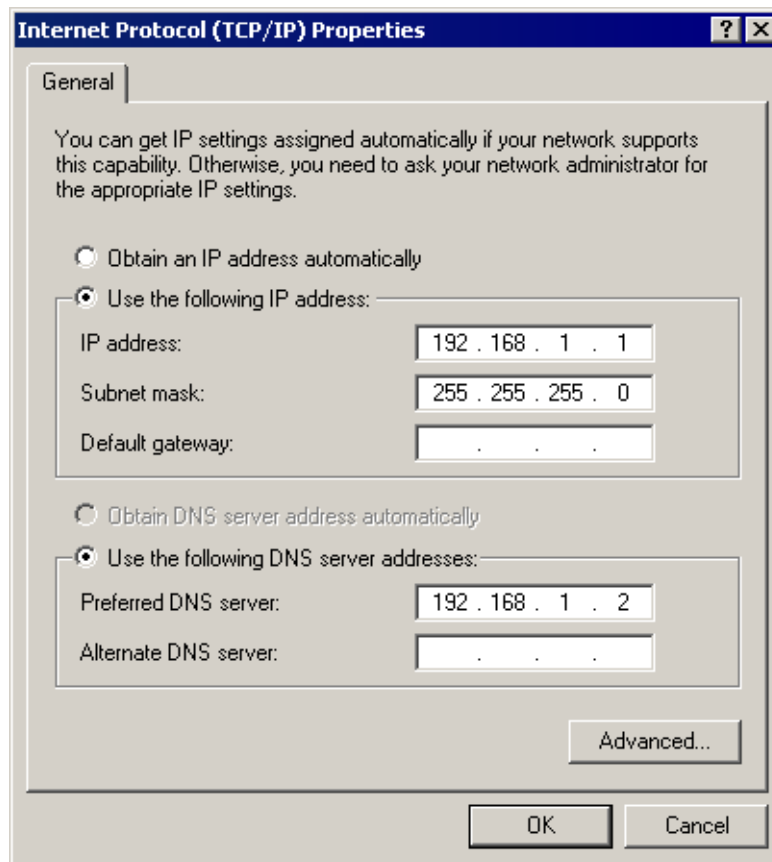 Internet Protocol (TCP/IP) Properties
General
You can get IP settings assigned automatically if your network supports
this capability. Otherwise, you need to ask your network administrator for
the appropriate IP settings.
Obtain an IP address automatically
Use the following IP address:
IP address: 192 . 168 . 1 . 1
Subnet mask: 255 . 255 . 255 . 0
Default gateway: . . .
Obtain DNS server address automatically
Use the following DNS server addresses:
Preferred DNS server: 192 . 168 . 1 . 2
Alternate DNS server: . . .
Advanced...
OK Cancel